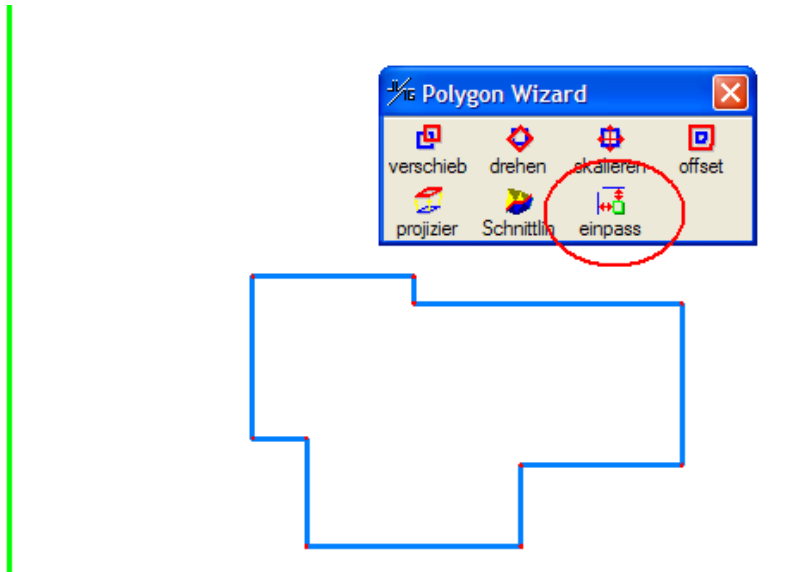 Polygon Wizard
verschieb drehen skalieren offset
projizier Schnittlin einpass